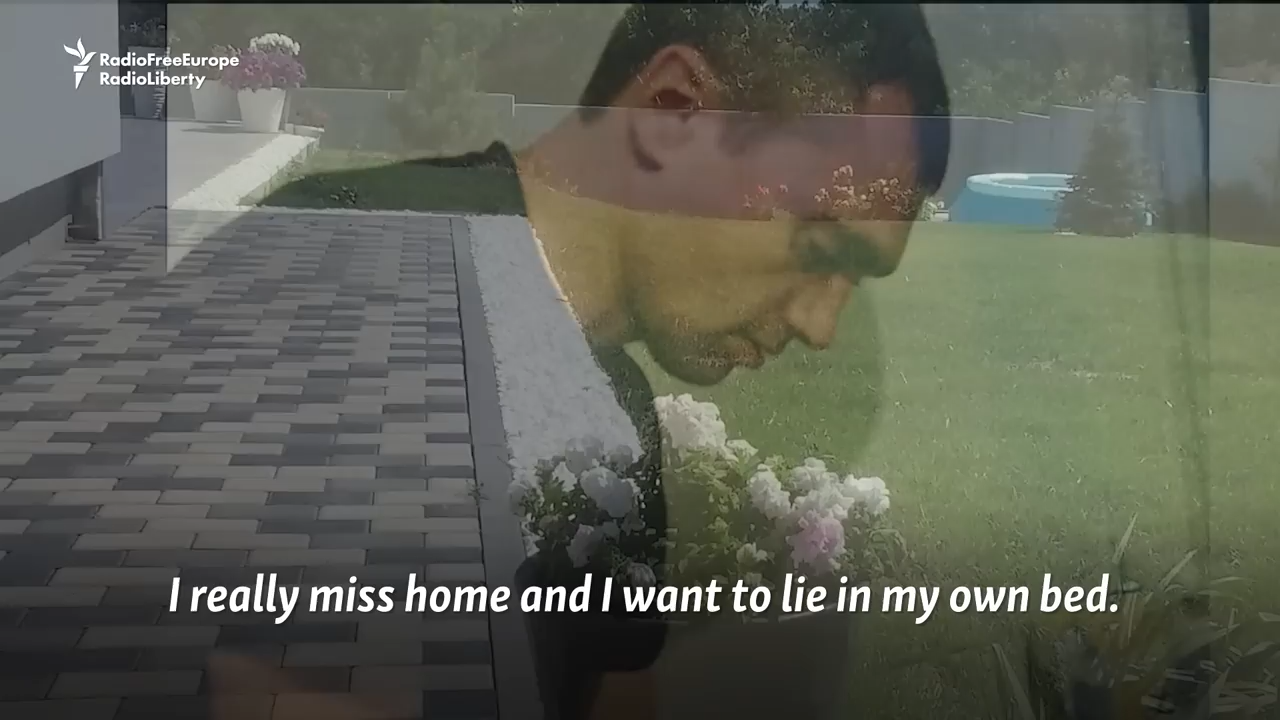 RadioFreeEurope
RadioLiberty
I really miss home and I want to lie in my own bed.